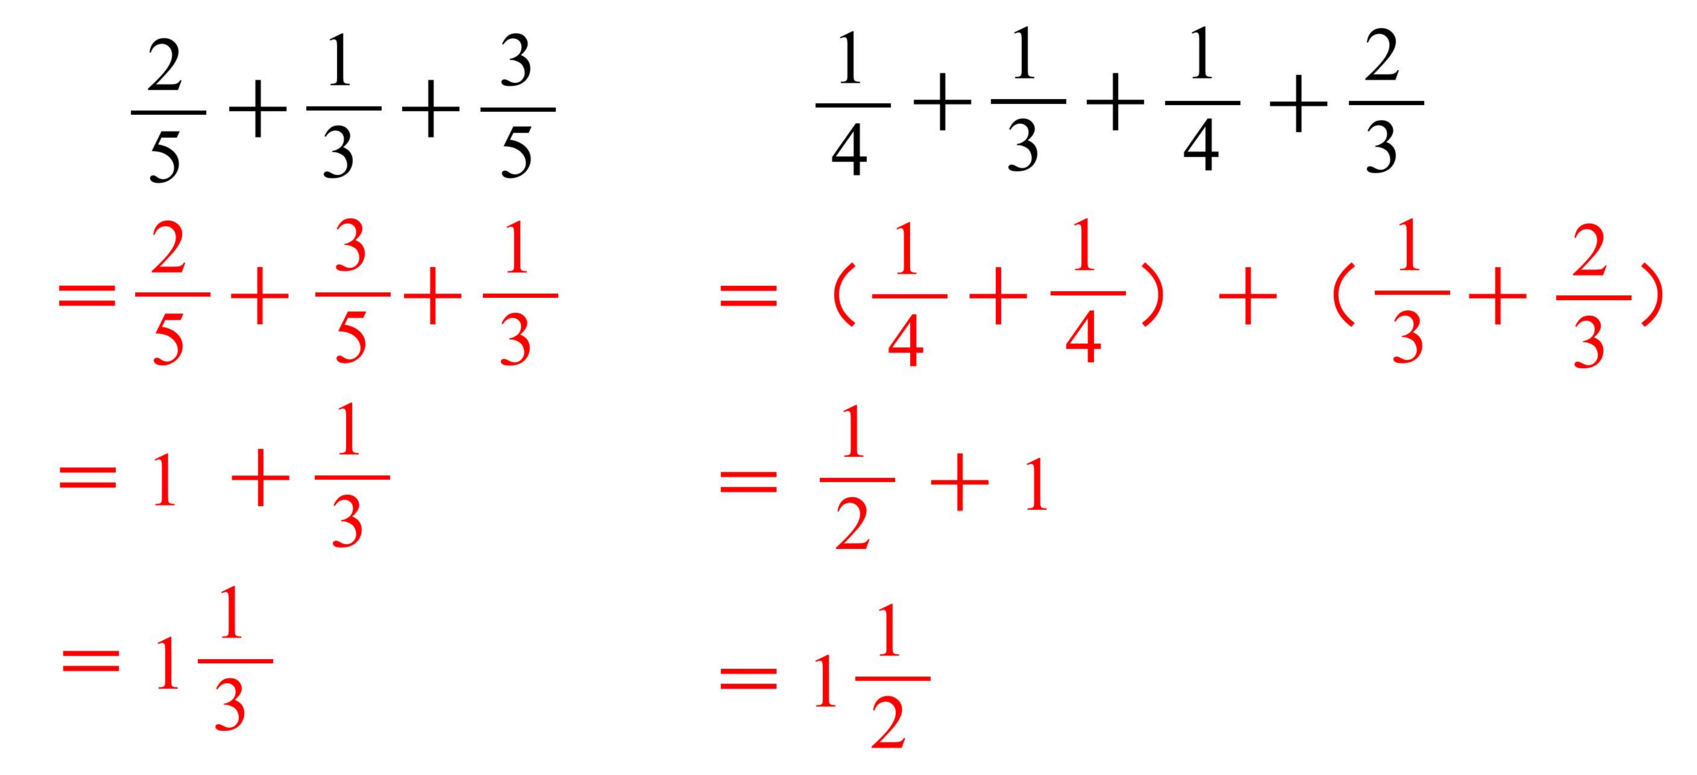 2/5 + 1/3 + 3/5
= 2/5 + 3/5 + 1/3
= 1 + 1/3
= 1 1/3
1/4 + 1/3 + 1/4 + 2/3
= (1/4 + 1/4) + (1/3 + 2/3)
= 1/2 + 1
= 1 1/2